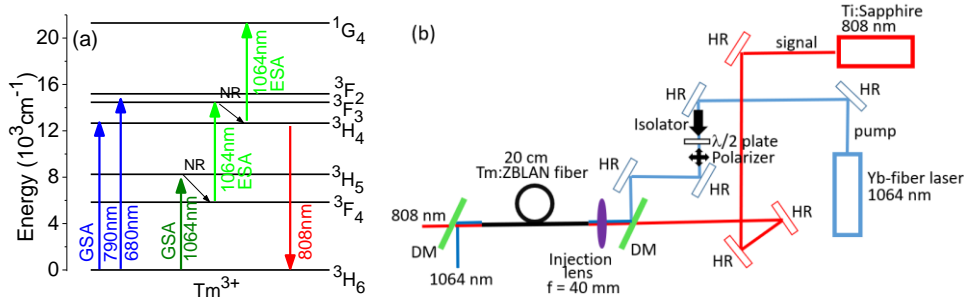 (a)
Energy (10³cm⁻¹)
20
16
12
8
4
0
¹G₄
³F₂
³F₃
³H₄
³H₅
³F₄
³H₆
1064nm
ESA
NR
1064nm
ESA
NR
GSA
790nm
680nm
GSA
1064nm
808nm
Tm³⁺
(b)
Ti:Sapphire
808 nm
signal
HR
HR
HR
Isolator
λ/2 plate
Polarizer
pump
HR
HR
Yb-fiber laser
1064 nm
20 cm
Tm:ZBLAN fiber
808 nm
DM
1064 nm
Injection
lens
f = 40 mm
DM
HR
HR